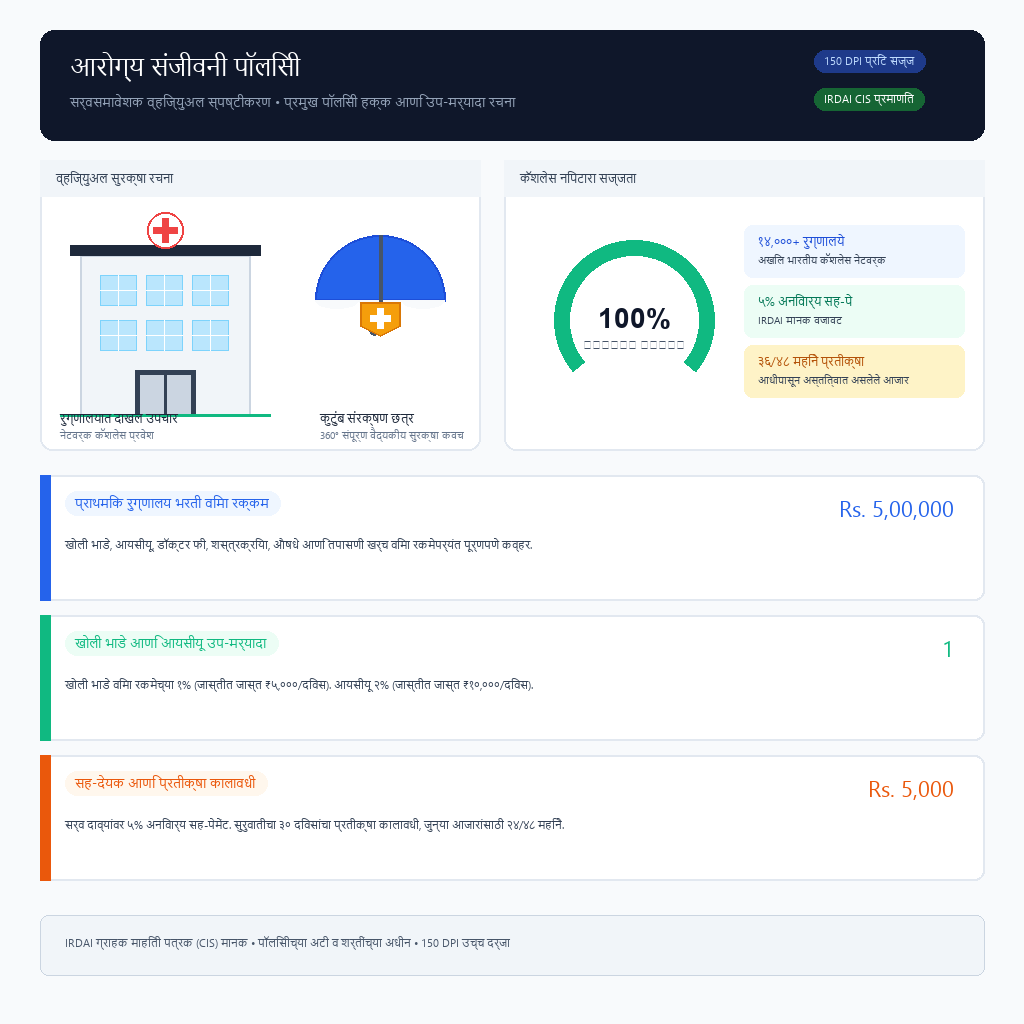 आरोग्य संजीवनी पॉलिसी
सर्वसमावेशक व्हिज्युअल स्पष्टीकरण • प्रमुख पॉलिसी हक्क आणि उप-मर्यादा रचना
150 DPI प्रिंट सज्ज
IRDAI CIS प्रमाणित
व्हिज्युअल सुरक्षा रचना
रुग्णालयात दाखल उपचार
नेटवर्क कॅशलेस प्रवेश
कुटुंब संरक्षण छत्र
360° संपूर्ण वैद्यकीय सुरक्षा कवच
कॅशलेस निपटारा सज्जता
100%
१४,०००+ रुग्णालये
अखिल भारतीय कॅशलेस नेटवर्क
५% अनिवार्य सह-पे
IRDAI मानक वजावट
३६/४८ महिने प्रतीक्षा
आधीपासून अस्तित्वात असलेले आजार
प्राथमिक रुग्णालय भरती विमा रक्कम
Rs. 5,00,000
खोली भाडे, आयसीयू, डॉक्टर फी, शस्त्रक्रिया, औषधे आणि तपासणी खर्च विमा रकमेपर्यंत पूर्णपणे कव्हर.
खोली भाडे आणि आयसीयू उप-मर्यादा
1
खोली भाडे विमा रकमेच्या १% (जास्तीत जास्त ₹५,०००/दिवस). आयसीयू २% (जास्तीत जास्त ₹१०,०००/दिवस).
सह-देयक आणि प्रतीक्षा कालावधी
Rs. 5,000
सर्व दाव्यांवर ५% अनिवार्य सह-पेमेंट. सुरुवातीचा ३० दिवसांचा प्रतीक्षा कालावधी, जुन्या आजारांसाठी २४/४८ महिने.
IRDAI ग्राहक माहिती पत्रक (CIS) मानक • पॉलिसीच्या अटी व शर्तींच्या अधीन • 150 DPI उच्च दर्जा